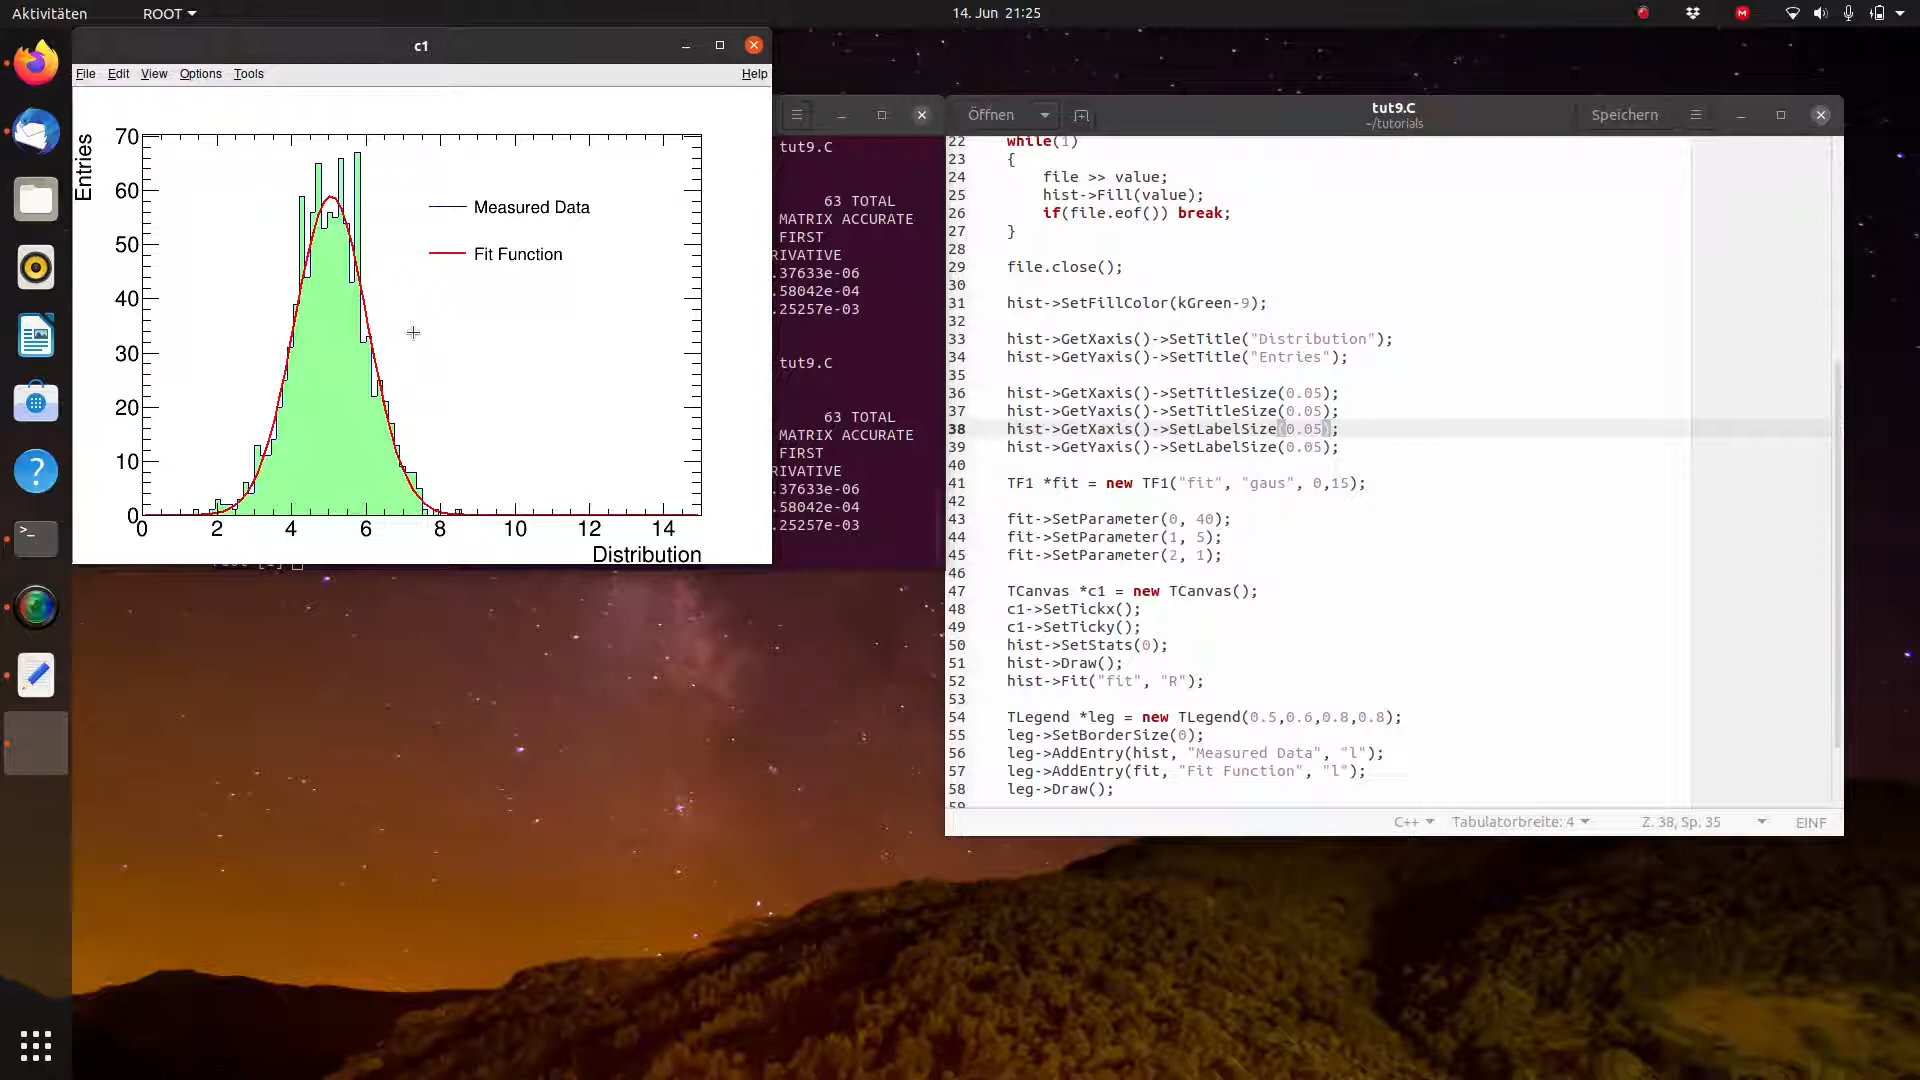 Aktivitäten
ROOT
14. Jun 21:25
c1
File Edit View Options Tools Help
Entries
70
60
50
40
30
20
10
0
0 2 4 6 8 10 12 14
Distribution
Measured Data
Fit Function
tut9.C
63 TOTAL
MATRIX ACCURATE
FIRST
RIVATIVE
.37633e-06
.58042e-04
.25257e-03
tut9.C
63 TOTAL
MATRIX ACCURATE
FIRST
RIVATIVE
.37633e-06
.58042e-04
.25257e-03
Öffnen
tut9.C
~/tutorials
Speichern
22 while(1)
23 {
24 file >> value;
25 hist->Fill(value);
26 if(file.eof()) break;
27 }
28
29 file.close();
30
31 hist->SetFillColor(kGreen-9);
32
33 hist->GetXaxis()->SetTitle("Distribution");
34 hist->GetYaxis()->SetTitle("Entries");
35
36 hist->GetXaxis()->SetTitleSize(0.05);
37 hist->GetYaxis()->SetTitleSize(0.05);
38 hist->GetXaxis()->SetLabelSize(0.05);
39 hist->GetYaxis()->SetLabelSize(0.05);
40
41 TF1 *fit = new TF1("fit", "gaus", 0,15);
42
43 fit->SetParameter(0, 40);
44 fit->SetParameter(1, 5);
45 fit->SetParameter(2, 1);
46
47 TCanvas *c1 = new TCanvas();
48 c1->SetTickx();
49 c1->SetTicky();
50 hist->SetStats(0);
51 hist->Draw();
52 hist->Fit("fit", "R");
53
54 TLegend *leg = new TLegend(0.5,0.6,0.8,0.8);
55 leg->SetBorderSize(0);
56 leg->AddEntry(hist, "Measured Data", "l");
57 leg->AddEntry(fit, "Fit Function", "l");
58 leg->Draw();
59
C++ Tabulatorbreite: 4 Z. 38, Sp. 35 EINF